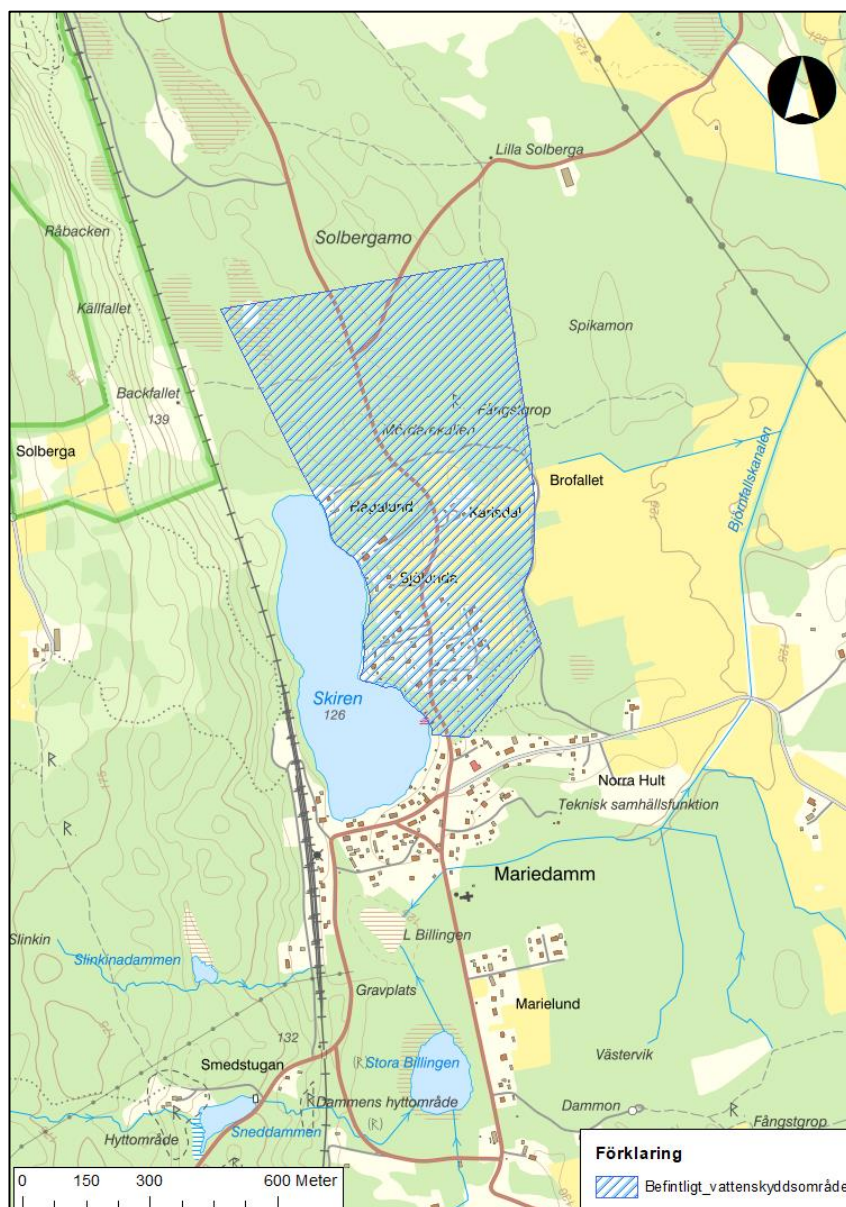 Lilla Solberga
Solbergamo
Råbacken
Källfallet
Spikamon
Backfallet
139
Fångstgrop
Solberga
Brofallet
Björnfallskanalen
Karlsdal
Sjölunda
Skiren
126
Norra Hult
Teknisk samhällsfunktion
Mariedamm
L Billingen
Slinkin
Slinkinadammen
Gravplats
Marielund
132
Smedstugan
Stora Billingen
Västervik
Dammens hyttområde
Dammon
Fångstgrop
Hyttområde
Sneddammen
Förklaring
Befintligt_vattenskyddsområde
0 150 300 600 Meter